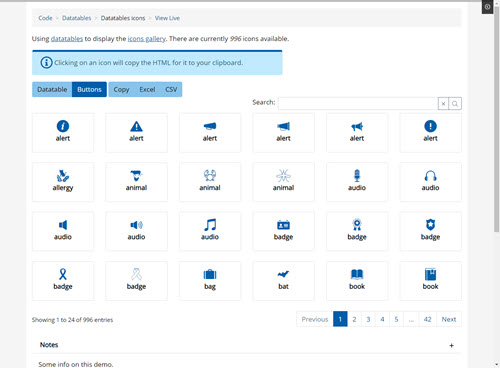 Code > Datatables > Datatables icons > View Live
Using datatables to display the icons gallery. There are currently 996 icons available.
Clicking on an icon will copy the HTML for it to your clipboard.
Datatable Buttons Copy Excel CSV
Search:
alert alert alert alert alert alert
allergy animal animal animal audio audio
audio audio audio badge badge badge
badge badge bag bat book book
Showing 1 to 24 of 996 entries
Previous 1 2 3 4 5 ... 42 Next
Notes +
Some info on this demo.